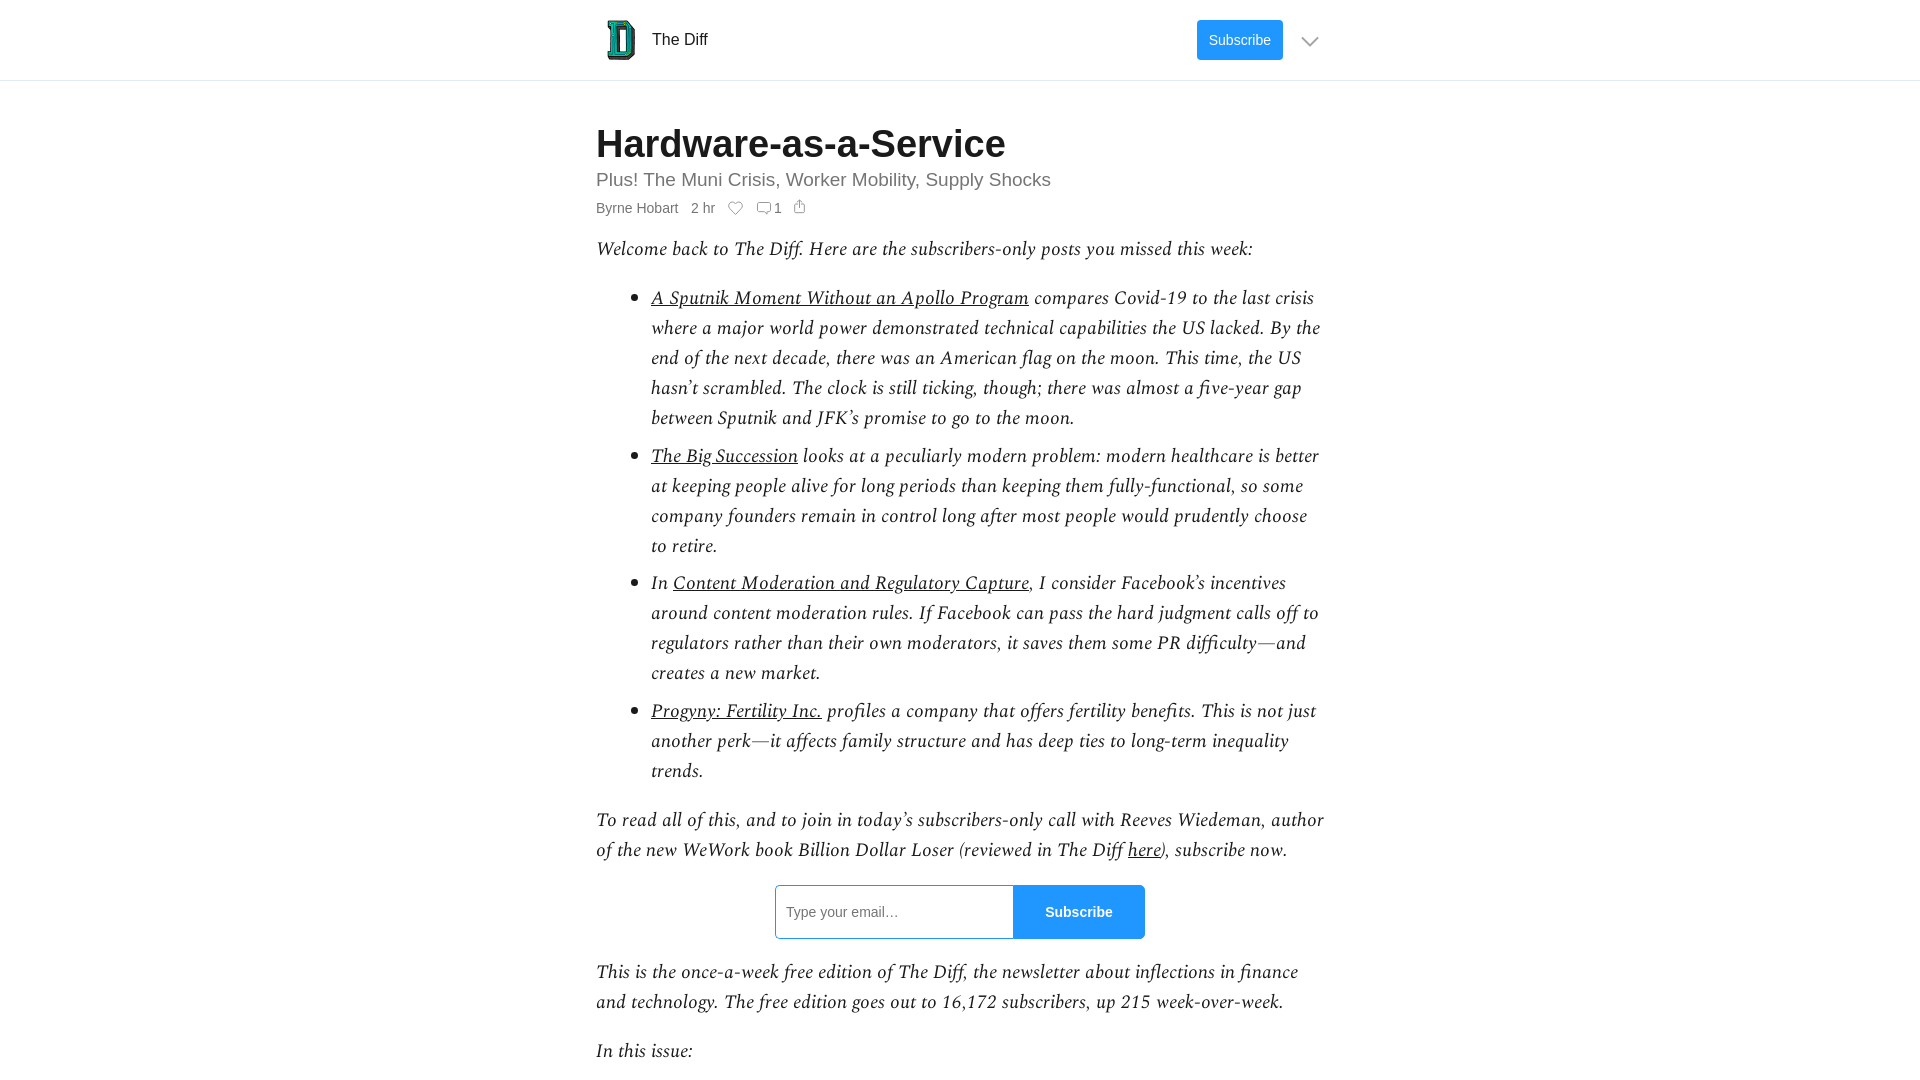 The Diff
Subscribe
Hardware-as-a-Service
Plus! The Muni Crisis, Worker Mobility, Supply Shocks
Byrne Hobart 2 hr 1
Welcome back to The Diff. Here are the subscribers-only posts you missed this week:
A Sputnik Moment Without an Apollo Program compares Covid-19 to the last crisis
where a major world power demonstrated technical capabilities the US lacked. By the
end of the next decade, there was an American flag on the moon. This time, the US
hasn’t scrambled. The clock is still ticking, though; there was almost a five-year gap
between Sputnik and JFK’s promise to go to the moon.
The Big Succession looks at a peculiarly modern problem: modern healthcare is better
at keeping people alive for long periods than keeping them fully-functional, so some
company founders remain in control long after most people would prudently choose
to retire.
In Content Moderation and Regulatory Capture, I consider Facebook’s incentives
around content moderation rules. If Facebook can pass the hard judgment calls off to
regulators rather than their own moderators, it saves them some PR difficulty—and
creates a new market.
Progyny: Fertility Inc. profiles a company that offers fertility benefits. This is not just
another perk—it affects family structure and has deep ties to long-term inequality
trends.
To read all of this, and to join in today’s subscribers-only call with Reeves Wiedeman, author
of the new WeWork book Billion Dollar Loser (reviewed in The Diff here), subscribe now.
Type your email…
Subscribe
This is the once-a-week free edition of The Diff, the newsletter about inflections in finance
and technology. The free edition goes out to 16,172 subscribers, up 215 week-over-week.
In this issue: